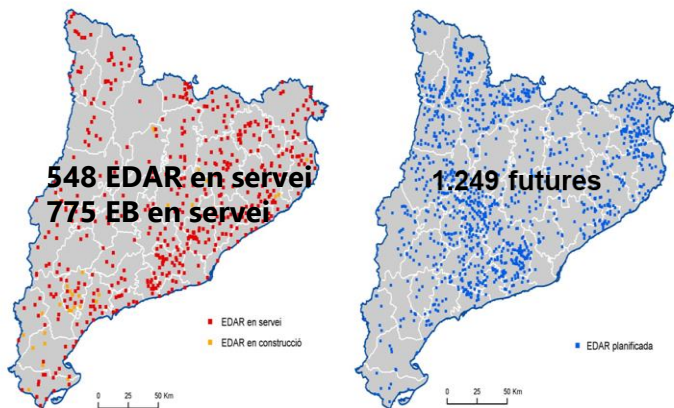 548 EDAR en servei
775 EB en servei
EDAR en servei
EDAR en construcció
0 25 50 Km
1.249 futures
EDAR planificada
0 25 50 Km